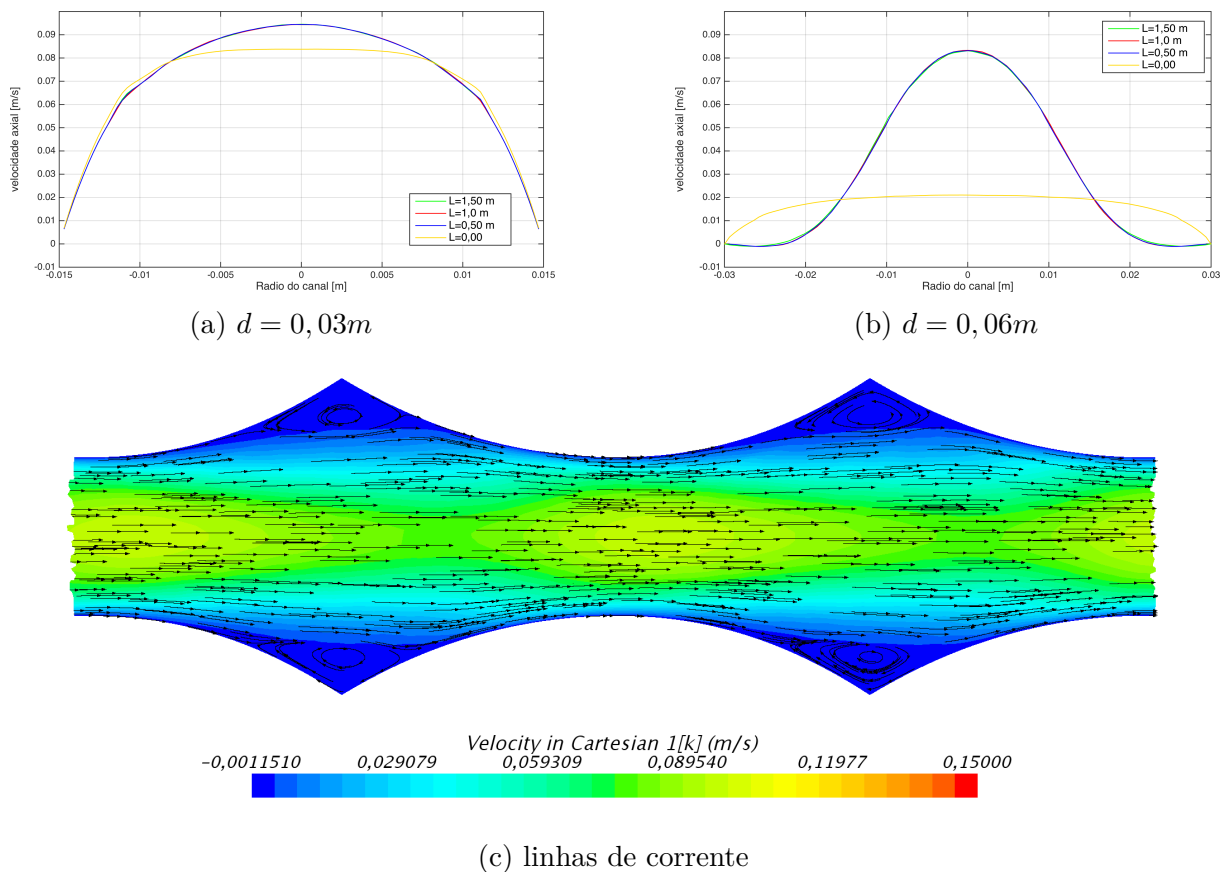 0.09
0.08
0.07
0.06
0.05
0.04
0.03
0.02
0.01
0
-0.01
velocidade axial [m/s]
L=1,50 m
L=1,0 m
L=0,50 m
L=0,00
-0.015 -0.01 -0.005 0 0.005 0.01 0.015
Radio do canal [m]
(a) d = 0, 03m
0.09
0.08
0.07
0.06
0.05
0.04
0.03
0.02
0.01
0
-0.01
velocidade axial [m/s]
L=1,50 m
L=1,0 m
L=0,50 m
L=0,00
-0.03 -0.02 -0.01 0 0.01 0.02 0.03
Radio do canal [m]
(b) d = 0, 06m
Velocity in Cartesian 1[k] (m/s)
-0,0011510 0,029079 0,059309 0,089540 0,11977 0,15000
(c) linhas de corrente